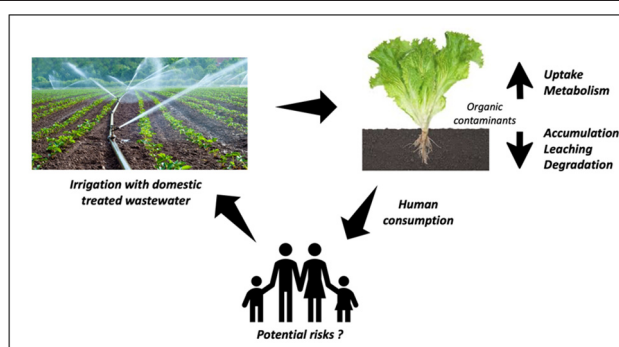 Uptake
Metabolism
Organic
contaminants
Accumulation
Leaching
Degradation
Irrigation with domestic
treated wastewater
Human
consumption
Potential risks ?